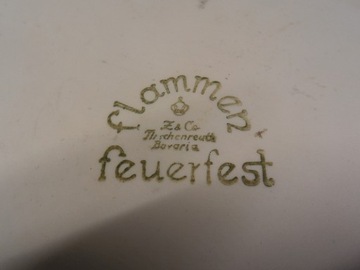 flammen
Z & Co.
Tirschenreuth
Bavaria
feuerfest